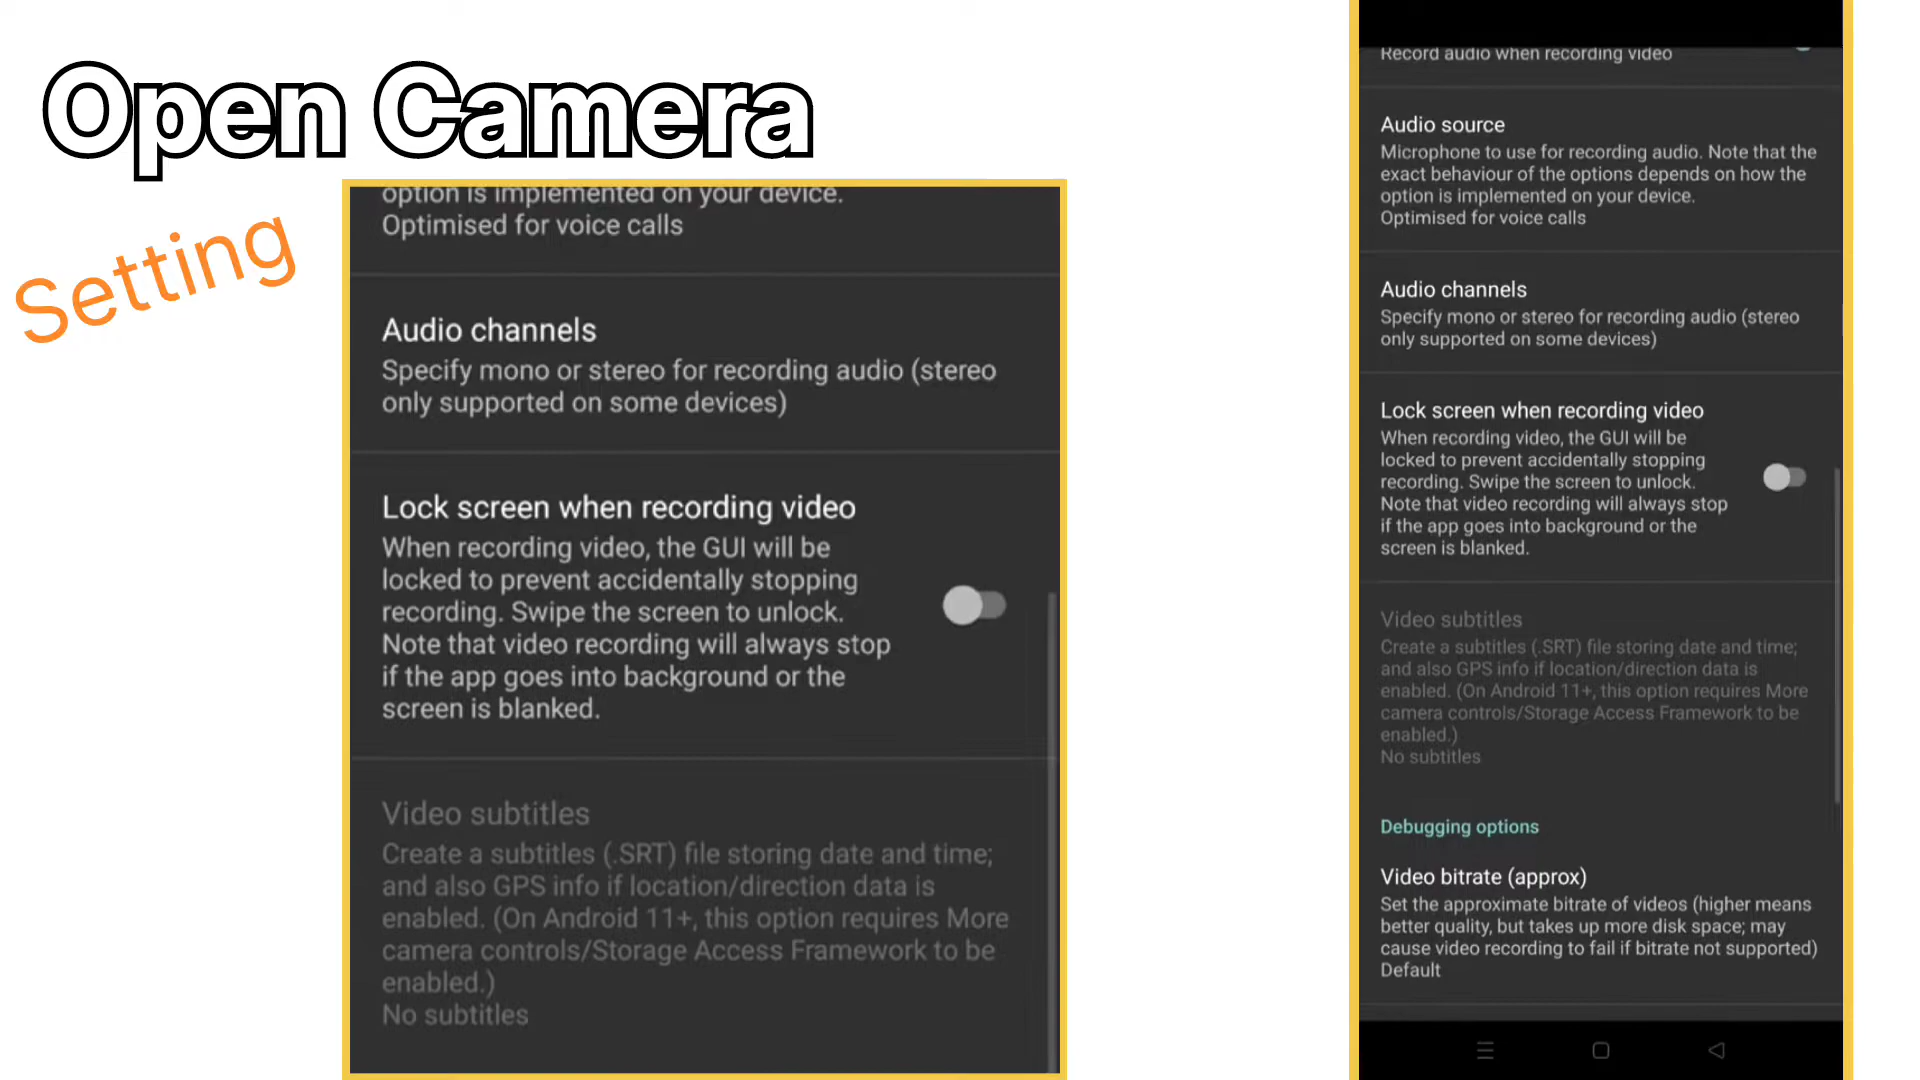 Open Camera
Setting
option is implemented on your device.
Optimised for voice calls
Audio channels
Specify mono or stereo for recording audio (stereo
only supported on some devices)
Lock screen when recording video
When recording video, the GUI will be
locked to prevent accidentally stopping
recording. Swipe the screen to unlock.
Note that video recording will always stop
if the app goes into background or the
screen is blanked.
Video subtitles
Create a subtitles (.SRT) file storing date and time;
and also GPS info if location/direction data is
enabled. (On Android 11+, this option requires More
camera controls/Storage Access Framework to be
enabled.)
No subtitles
Record audio when recording video
Audio source
Microphone to use for recording audio. Note that the
exact behaviour of the options depends on how the
option is implemented on your device.
Optimised for voice calls
Audio channels
Specify mono or stereo for recording audio (stereo
only supported on some devices)
Lock screen when recording video
When recording video, the GUI will be
locked to prevent accidentally stopping
recording. Swipe the screen to unlock.
Note that video recording will always stop
if the app goes into background or the
screen is blanked.
Video subtitles
Create a subtitles (.SRT) file storing date and time;
and also GPS info if location/direction data is
enabled. (On Android 11+, this option requires More
camera controls/Storage Access Framework to be
enabled.)
No subtitles
Debugging options
Video bitrate (approx)
Set the approximate bitrate of videos (higher means
better quality, but takes up more disk space; may
cause video recording to fail if bitrate not supported)
Default